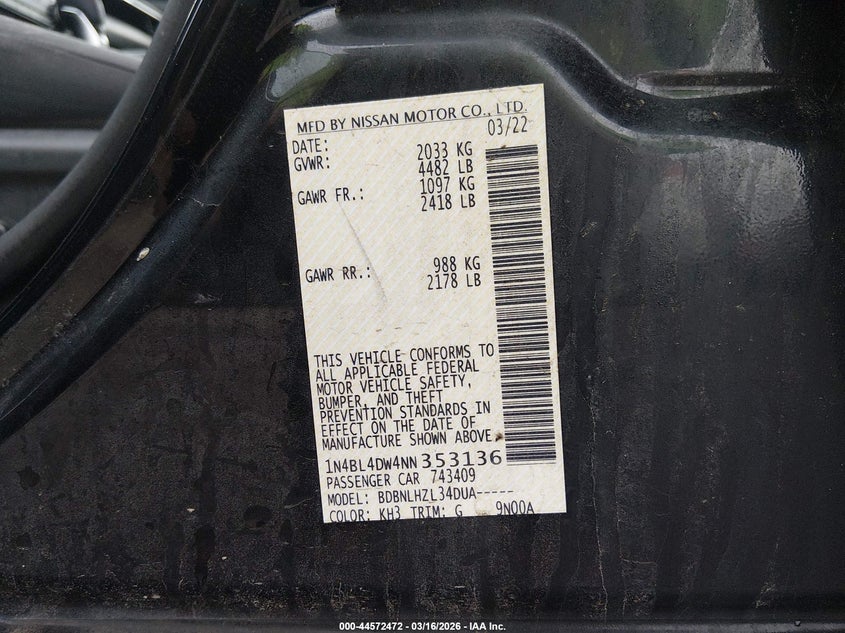 MFD BY NISSAN MOTOR CO., LTD.
DATE: 03/22
GVWR: 2033 KG
4482 LB
GAWR FR.: 1097 KG
2418 LB
GAWR RR.: 988 KG
2178 LB
THIS VEHICLE CONFORMS TO
ALL APPLICABLE FEDERAL
MOTOR VEHICLE SAFETY,
BUMPER, AND THEFT
PREVENTION STANDARDS IN
EFFECT ON THE DATE OF
MANUFACTURE SHOWN ABOVE.
1N4BL4DW4NN353136
PASSENGER CAR 743409
MODEL: BDBNLHZL34DUA-----
COLOR: KH3 TRIM: G 9N00A
000-44572472 - 03/16/2026 - IAA Inc.